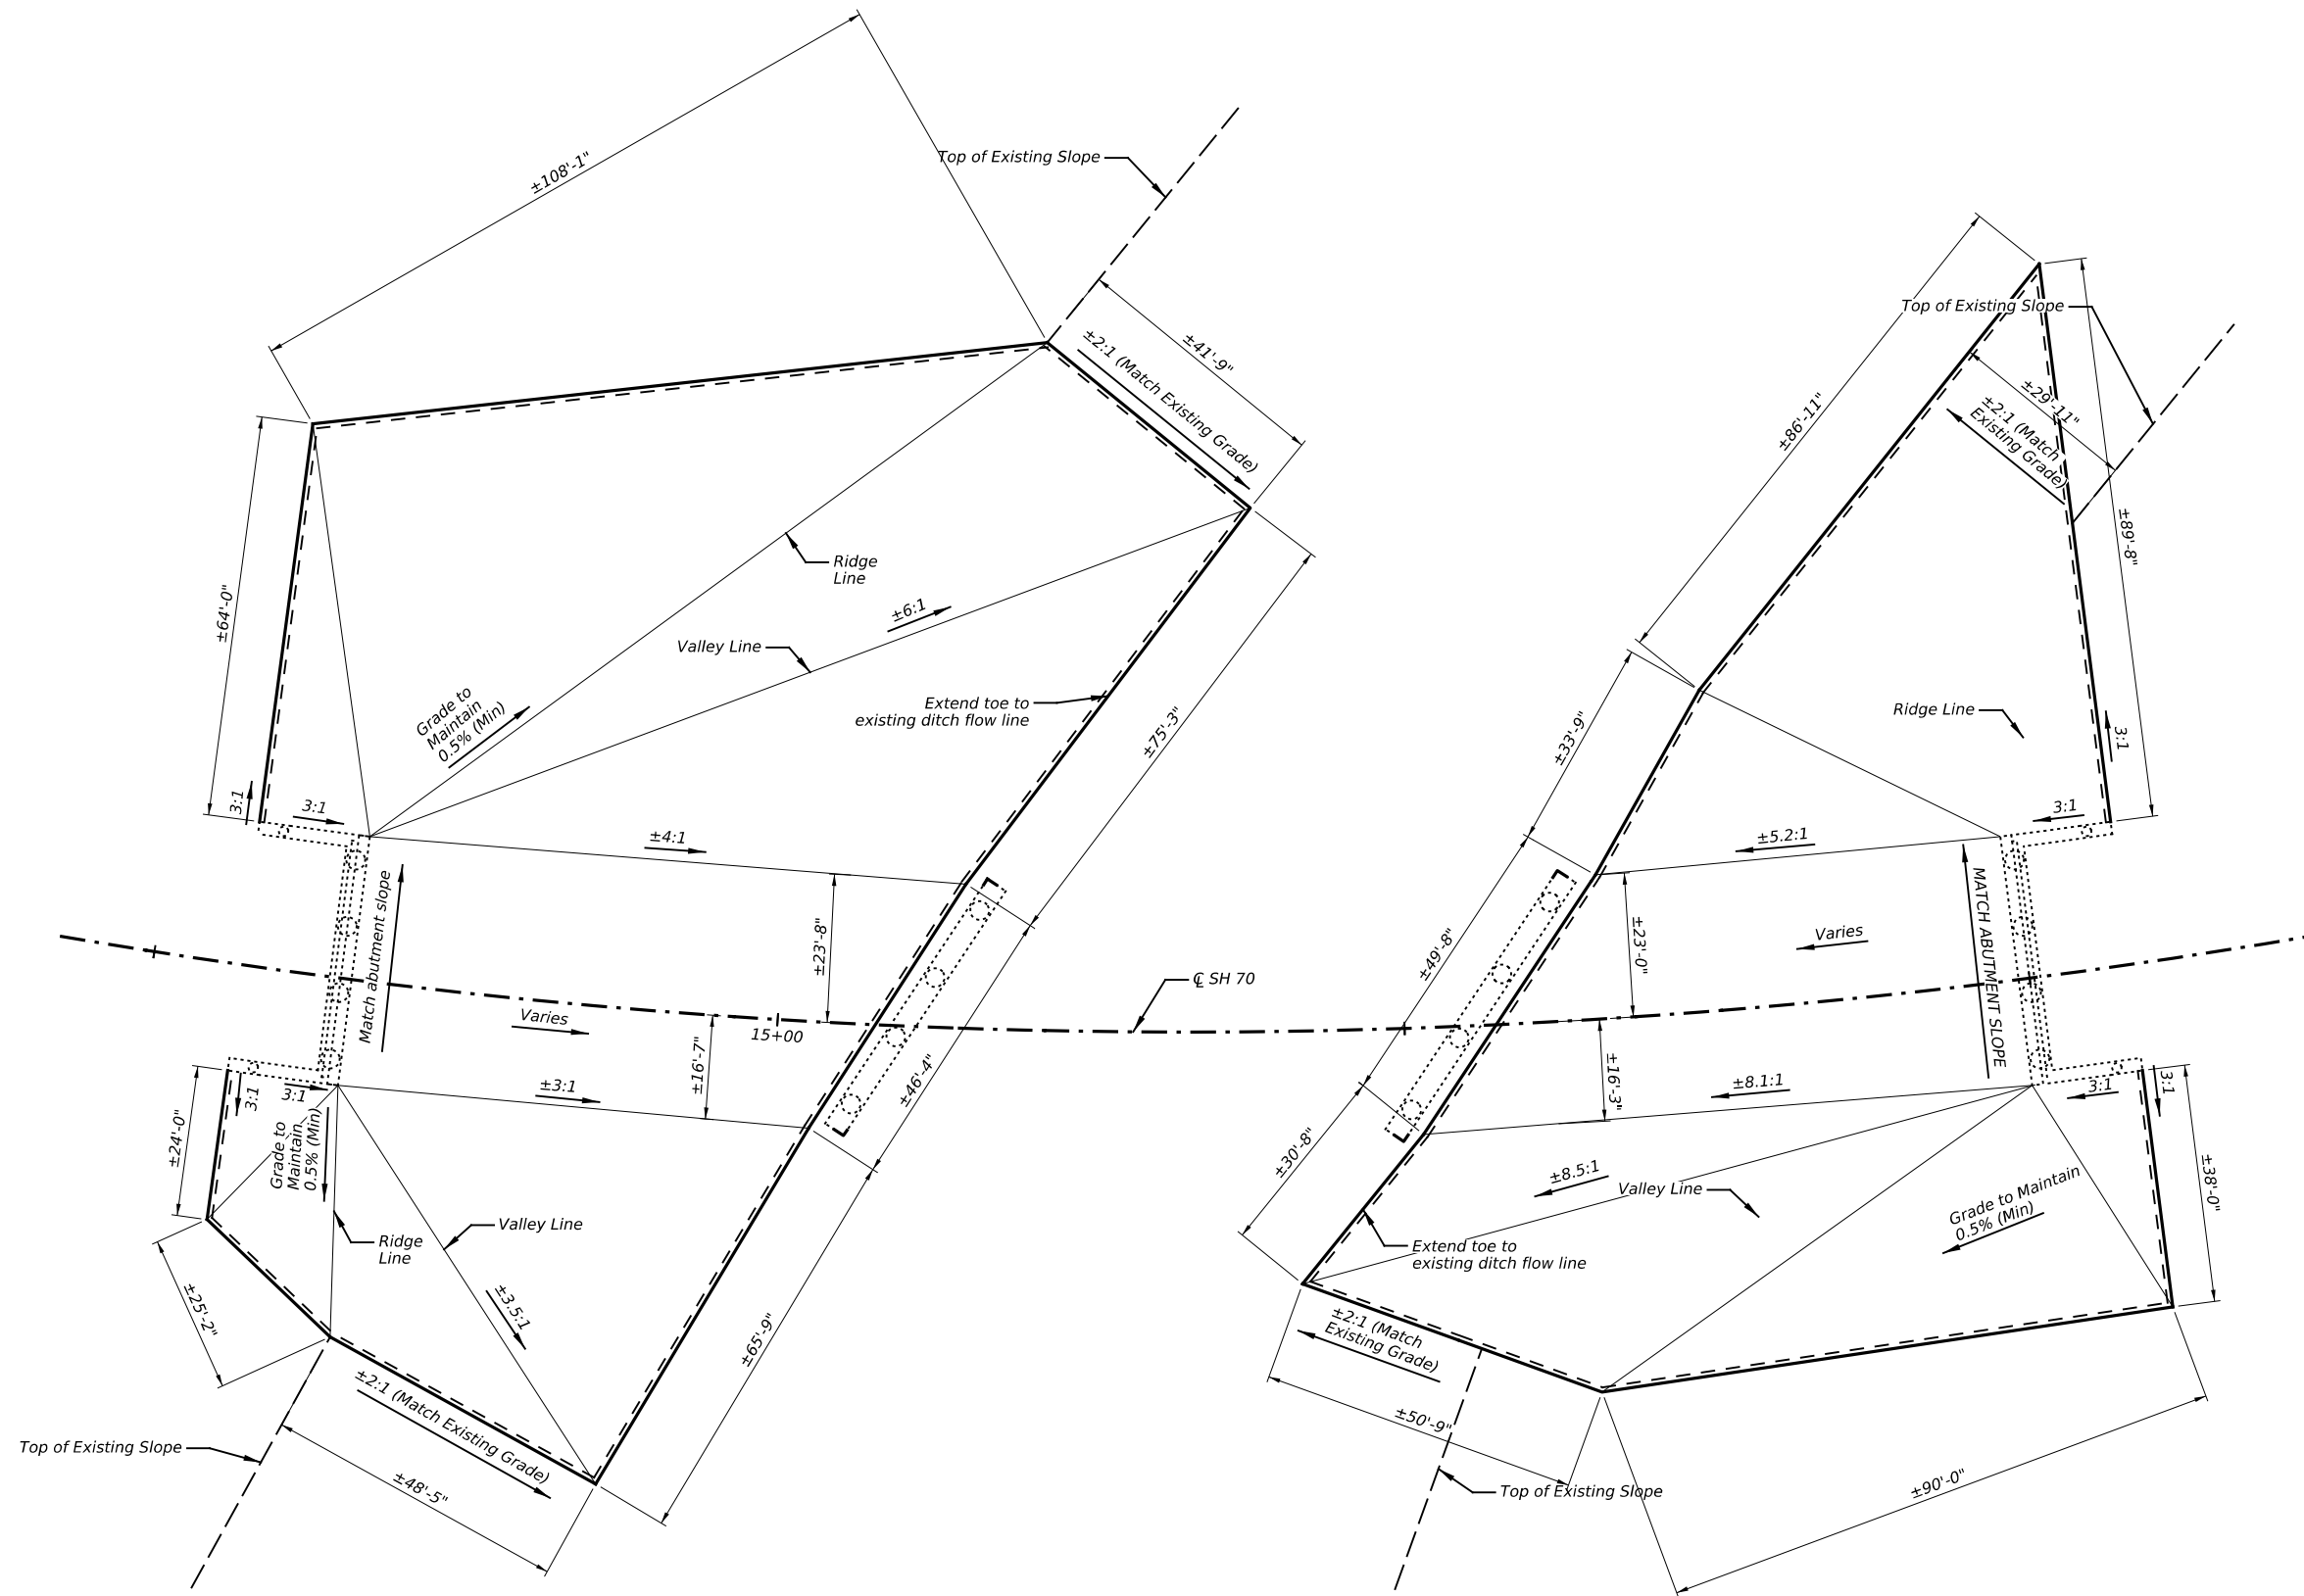 ±108'-1"
Top of Existing Slope
±41'-9"
±2:1 (Match Existing Grade)
±64'-0"
Ridge
Line
±6:1
Valley Line
Grade to
Maintain
0.5% (Min)
Extend toe to
existing ditch flow line
±75'-3"
3:1
3:1
±4:1
Match abutment slope
±23'-8"
Varies
15+00
℄ SH 70
±16'-7"
±46'-4"
±3:1
3:1
3:1
±24'-0"
Grade to
Maintain
0.5% (Min)
Ridge
Line
Valley Line
±3.5:1
±25'-2"
±65'-9"
±2:1 (Match Existing Grade)
Top of Existing Slope
±48'-5"
Top of Existing Slope
±86'-11"
±29'-11"
±2:1 (Match
Existing Grade)
±89'-8"
Ridge Line
3:1
±33'-9"
3:1
±5.2:1
MATCH ABUTMENT SLOPE
±49'-8"
±23'-0"
Varies
±16'-3"
±8.1:1
3:1
3:1
±30'-8"
±8.5:1
Valley Line
Grade to Maintain
0.5% (Min)
±38'-0"
Extend toe to
existing ditch flow line
±2:1 (Match
Existing Grade)
±50'-9"
Top of Existing Slope
±90'-0"